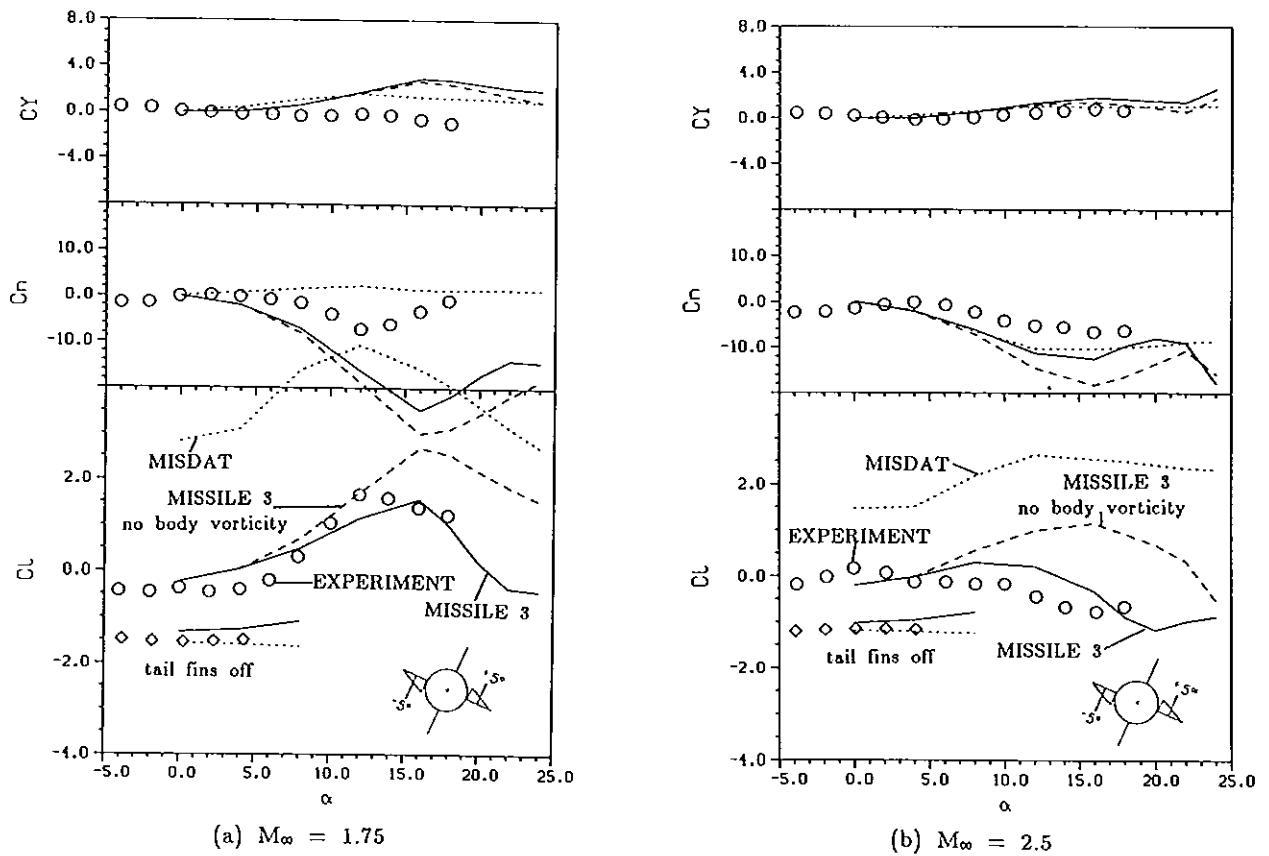 8.0
4.0
0.0
-4.0
CY
10.0
0.0
-10.0
Cn
2.0
0.0
-2.0
-4.0
Cl
MISDAT
MISSILE 3
no body vorticity
EXPERIMENT
MISSILE 3
tail fins off
-5°
+5°
-5.0 0.0 5.0 10.0 15.0 20.0 25.0
α
(a) M∞ = 1.75
8.0
4.0
0.0
-4.0
CY
10.0
0.0
-10.0
Cn
2.0
0.0
-2.0
-4.0
Cl
MISDAT
MISSILE 3
no body vorticity
EXPERIMENT
MISSILE 3
tail fins off
-5°
+5°
-5.0 0.0 5.0 10.0 15.0 20.0 25.0
α
(b) M∞ = 2.5